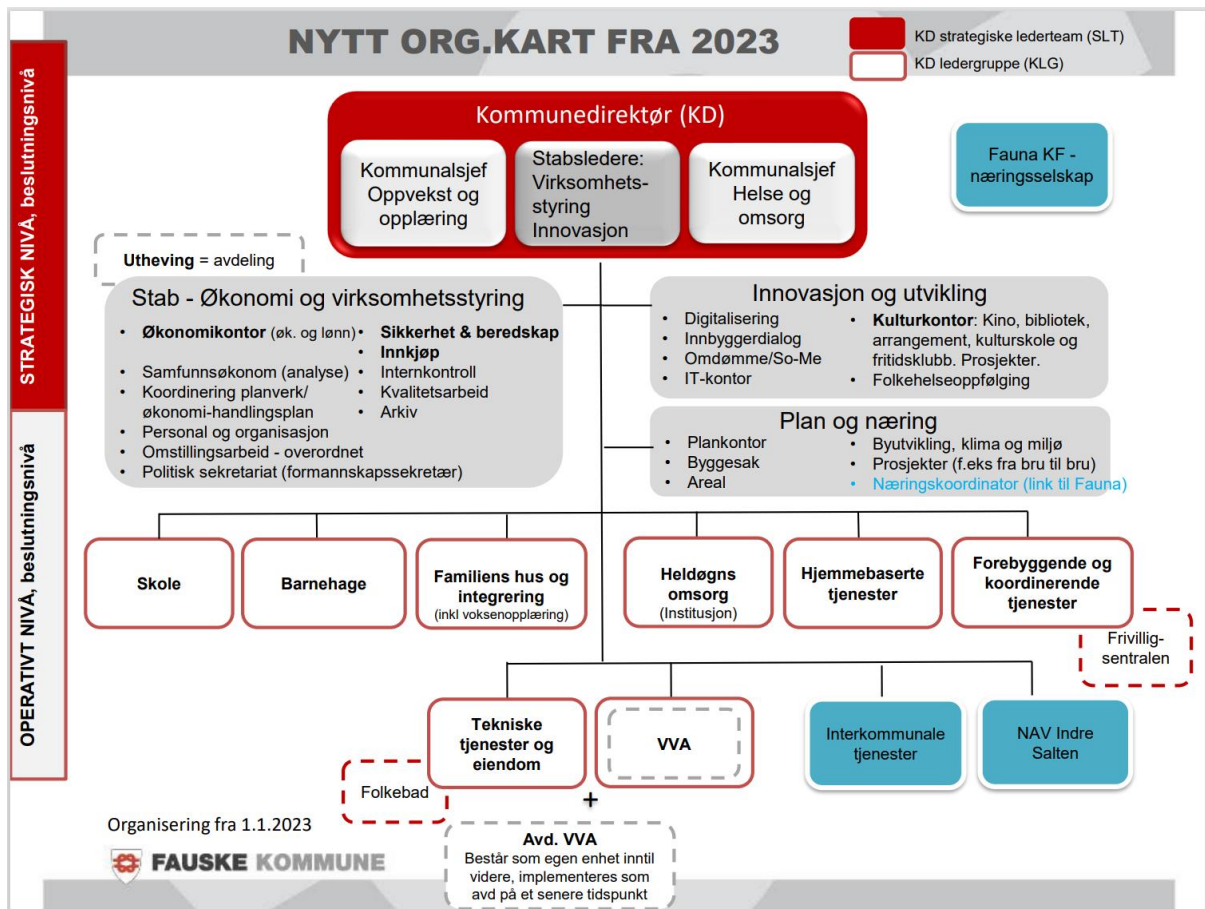 NYTT ORG.KART FRA 2023
KD strategiske lederteam (SLT)
KD ledergruppe (KLG)
STRATEGISK NIVÅ, beslutningsnivå
OPERATIVT NIVÅ, beslutningsnivå
Kommunedirektør (KD)
Kommunalsjef
Oppvekst og
opplæring
Stabsledere:
Virksomhets-
styring
Innovasjon
Kommunalsjef
Helse og
omsorg
Fauna KF -
næringsselskap
Utheving = avdeling
Stab - Økonomi og virksomhetsstyring
• Økonomikontor (øk. og lønn)
• Samfunnsøkonom (analyse)
• Koordinering planverk/
økonomi-handlingsplan
• Personal og organisasjon
• Omstillingsarbeid - overordnet
• Politisk sekretariat (formannskapssekretær)
• Sikkerhet & beredskap
• Innkjøp
• Internkontroll
• Kvalitetsarbeid
• Arkiv
Innovasjon og utvikling
• Digitalisering
• Innbyggerdialog
• Omdømme/So-Me
• IT-kontor
• Kulturkontor: Kino, bibliotek,
arrangement, kulturskole og
fritidsklubb. Prosjekter.
• Folkehelseoppfølging
Plan og næring
• Plankontor
• Byggesak
• Areal
• Byutvikling, klima og miljø
• Prosjekter (f.eks fra bru til bru)
• Næringskoordinator (link til Fauna)
Skole
Barnehage
Familiens hus og
integrering
(inkl voksenopplæring)
Heldøgns
omsorg
(Institusjon)
Hjemmebaserte
tjenester
Forebyggende og
koordinerende
tjenester
Frivillig-
sentralen
Tekniske
tjenester og
eiendom
VVA
Interkommunale
tjenester
NAV Indre
Salten
Folkebad
+
Avd. VVA
Består som egen enhet inntil
videre, implementeres som
avd på et senere tidspunkt
Organisering fra 1.1.2023
FAUSKE KOMMUNE